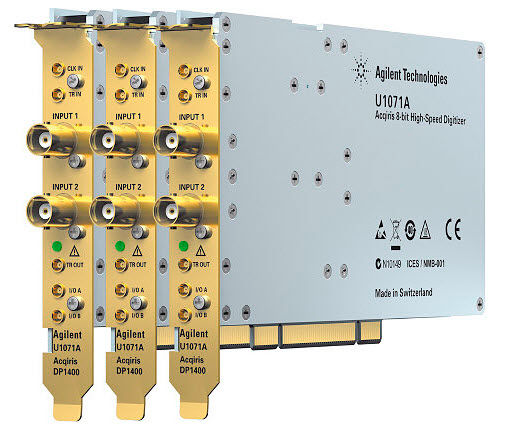 CLK IN
TR IN
INPUT 1
INPUT 2
TR OUT
I/O A
I/O B
Agilent
U1071A
Acqiris
DP1400
CLK IN
TR IN
INPUT 1
INPUT 2
TR OUT
I/O A
I/O B
Agilent
U1071A
Acqiris
DP1400
CLK IN
TR IN
INPUT 1
INPUT 2
TR OUT
I/O A
I/O B
Agilent
U1071A
Acqiris
DP1400
Agilent Technologies
U1071A
Acqiris 8-bit High-Speed Digitizer
CE
N10149 ICES / NMB-001
Made in Switzerland